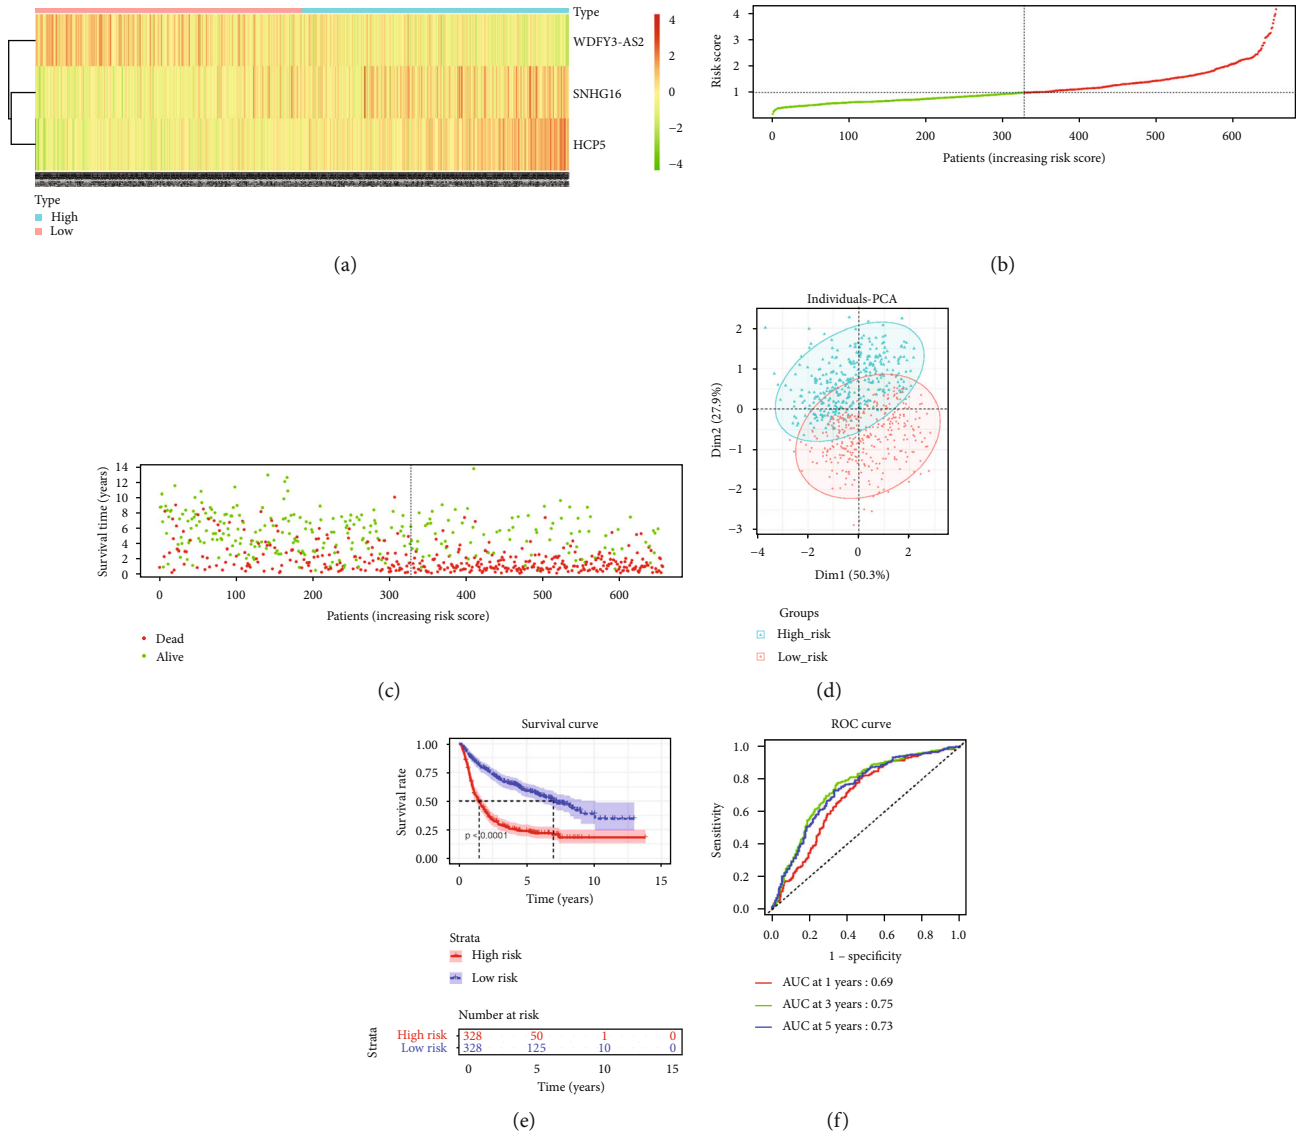 Type
WDFY3-AS2
SNHG16
HCP5
4
2
0
−2
−4
Type
High
Low
(a)
Risk score
4
3
2
1
0 100 200 300 400 500 600
Patients (increasing risk score)
(b)
Survival time (years)
14
12
10
8
6
4
2
0
0 100 200 300 400 500 600
Patients (increasing risk score)
Dead
Alive
(c)
Individuals-PCA
Dim2 (27.9%)
2
1
0
−1
−2
−3
−4 −2 0 2
Dim1 (50.3%)
Groups
High_risk
Low_risk
(d)
Survival curve
Survival rate
1.00
0.75
0.50
0.25
0.00
p < 0.0001
0 5 10 15
Time (years)
Strata
High risk
Low risk
Number at risk
Strata
High risk 328 50 1 0
Low risk 328 125 10 0
0 5 10 15
Time (years)
(e)
ROC curve
Sensitivity
1.0
0.8
0.6
0.4
0.2
0.0
0.0 0.2 0.4 0.6 0.8 1.0
1 − specificity
AUC at 1 years : 0.69
AUC at 3 years : 0.75
AUC at 5 years : 0.73
(f)